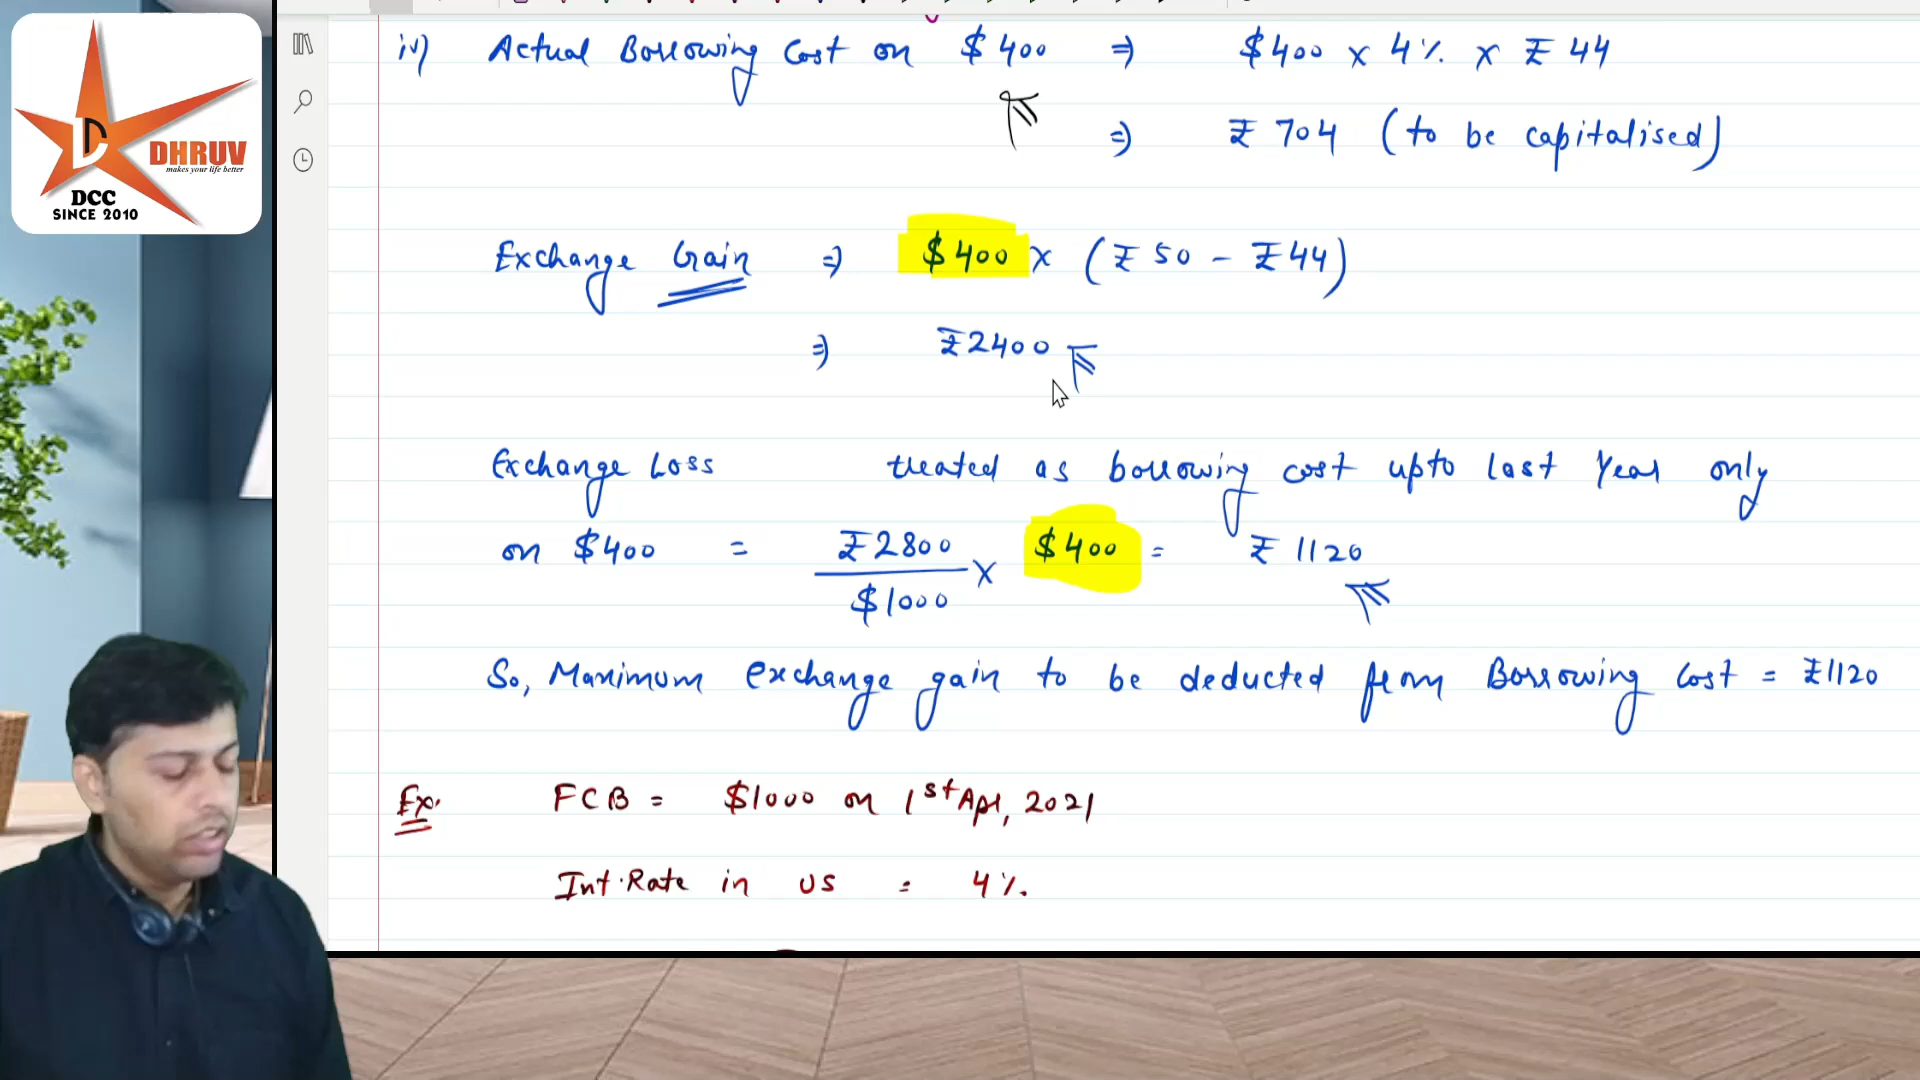 DC
DHRUV
makes your life better
DCC
SINCE 2010
iv) Actual Borrowing Cost on $400 ⇒ $400 x 4% x ₹44
⇒ ₹704 (to be capitalised)
Exchange Gain ⇒ $400 x (₹50 - ₹44)
⇒ ₹2400
Exchange Loss treated as borrowing cost upto last Year only
on $400 = ₹2800 / $1000 x $400 = ₹1120
So, Maximum exchange gain to be deducted from Borrowing Cost = ₹1120
Ex. FCB = $1000 on 1st Apr, 2021
Int. Rate in US = 4%.